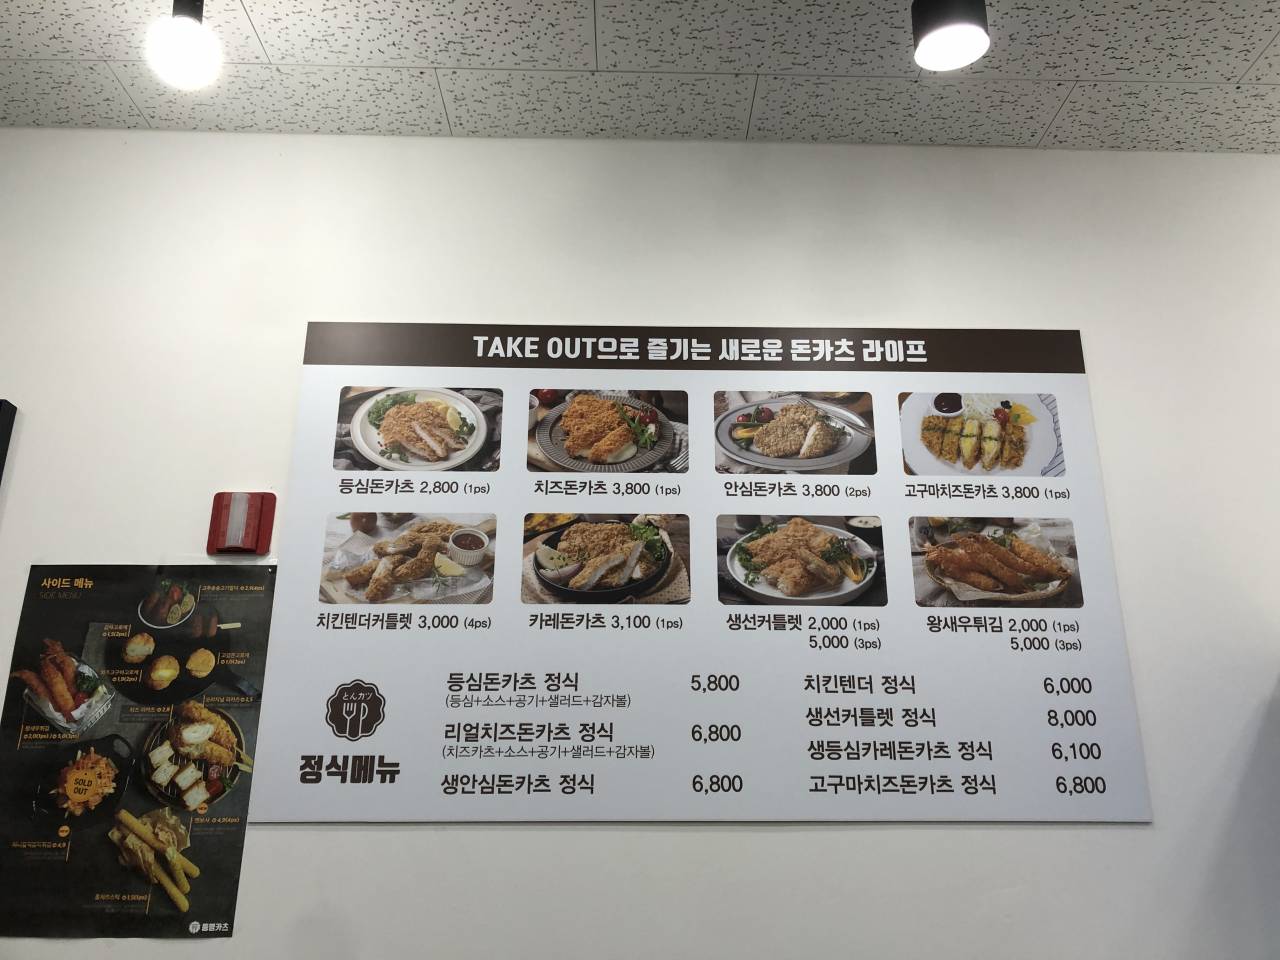 TAKE OUT으로 즐기는 새로운 돈카츠 라이프
등심돈카츠 2,800 (1ps)
치즈돈카츠 3,800 (1ps)
안심돈카츠 3,800 (2ps)
고구마치즈돈카츠 3,800 (1ps)
치킨텐더커틀렛 3,000 (4ps)
카레돈카츠 3,100 (1ps)
생선커틀렛 2,000 (1ps)
5,000 (3ps)
왕새우튀김 2,000 (1ps)
5,000 (3ps)
とんカツ
정식메뉴
등심돈카츠 정식 5,800
(등심+소스+공기+샐러드+감자볼)
리얼치즈돈카츠 정식 6,800
(치즈카츠+소스+공기+샐러드+감자볼)
생안심돈카츠 정식 6,800
치킨텐더 정식 6,000
생선커틀렛 정식 8,000
생등심카레돈카츠 정식 6,100
고구마치즈돈카츠 정식 6,800
사이드 메뉴
SIDE MENU
왕새우튀김
SOLD
OUT